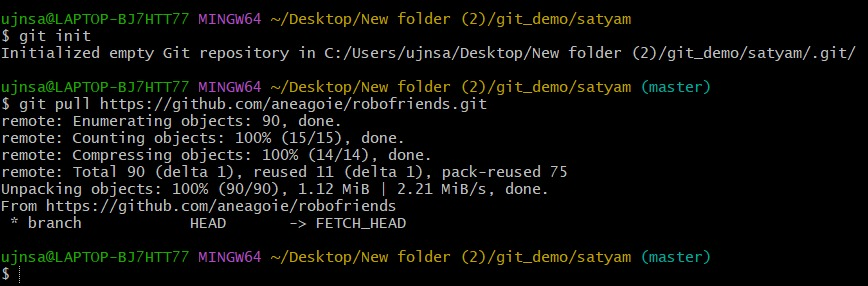 ujnsa@LAPTOP-BJ7HTT77 MINGW64 ~/Desktop/New folder (2)/git_demo/satyam
$ git init
Initialized empty Git repository in C:/Users/ujnsa/Desktop/New folder (2)/git_demo/satyam/.git/
ujnsa@LAPTOP-BJ7HTT77 MINGW64 ~/Desktop/New folder (2)/git_demo/satyam (master)
$ git pull https://github.com/aneagoie/robofriends.git
remote: Enumerating objects: 90, done.
remote: Counting objects: 100% (15/15), done.
remote: Compressing objects: 100% (14/14), done.
remote: Total 90 (delta 1), reused 11 (delta 1), pack-reused 75
Unpacking objects: 100% (90/90), 1.12 MiB | 2.21 MiB/s, done.
From https://github.com/aneagoie/robofriends
 * branch            HEAD       -> FETCH_HEAD
ujnsa@LAPTOP-BJ7HTT77 MINGW64 ~/Desktop/New folder (2)/git_demo/satyam (master)
$